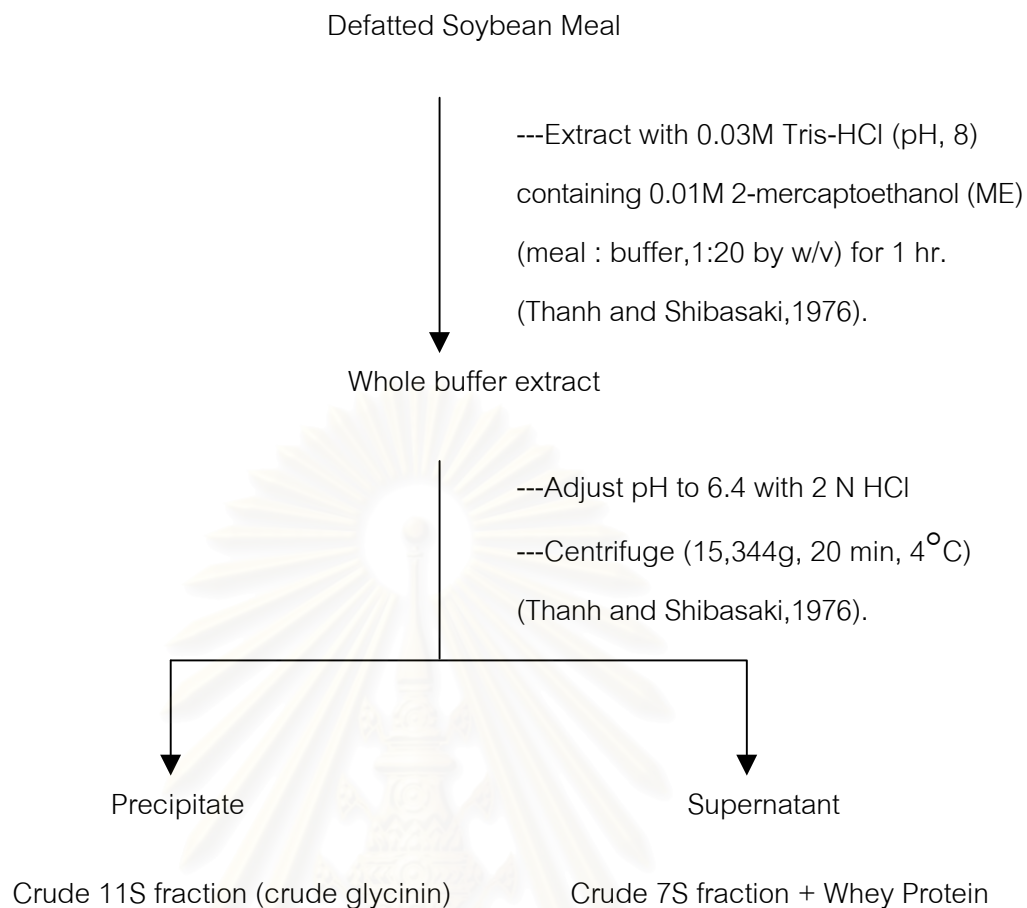 Defatted Soybean Meal
---Extract with 0.03M Tris-HCl (pH, 8)
containing 0.01M 2-mercaptoethanol (ME)
(meal : buffer,1:20 by w/v) for 1 hr.
(Thanh and Shibasaki,1976).
Whole buffer extract
---Adjust pH to 6.4 with 2 N HCl
---Centrifuge (15,344g, 20 min, 4°C)
(Thanh and Shibasaki,1976).
Precipitate Supernatant
Crude 11S fraction (crude glycinin) Crude 7S fraction + Whey Protein